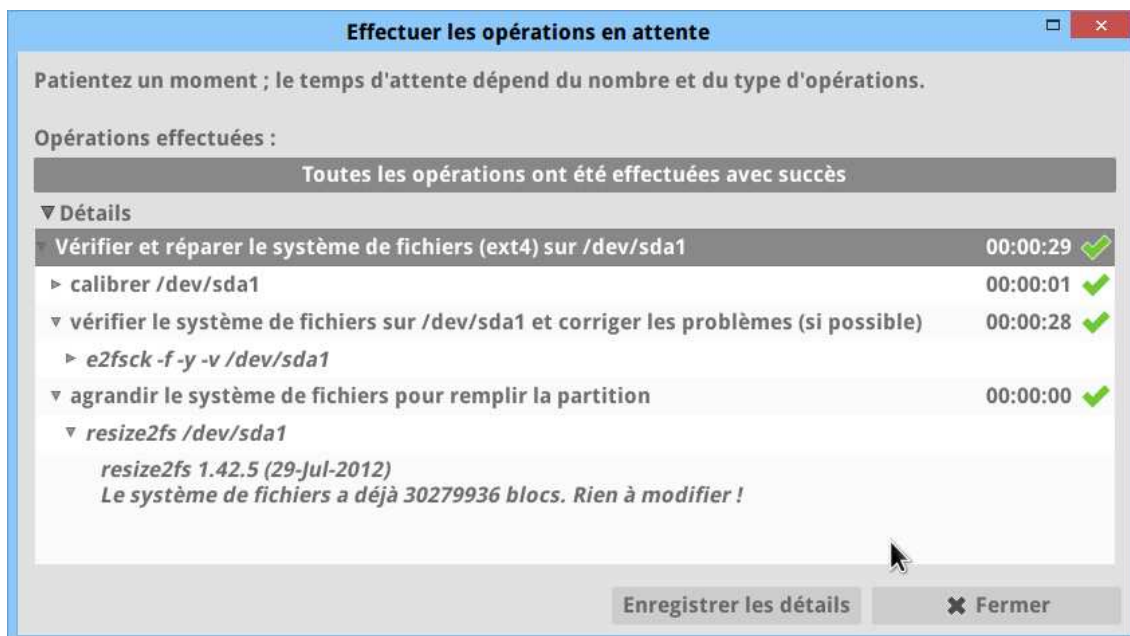 Effectuer les opérations en attente
Patientez un moment ; le temps d'attente dépend du nombre et du type d'opérations.
Opérations effectuées :
Toutes les opérations ont été effectuées avec succès
Détails
Vérifier et réparer le système de fichiers (ext4) sur /dev/sda1 00:00:29
calibrer /dev/sda1 00:00:01
vérifier le système de fichiers sur /dev/sda1 et corriger les problèmes (si possible) 00:00:28
e2fsck -f -y -v /dev/sda1
agrandir le système de fichiers pour remplir la partition 00:00:00
resize2fs /dev/sda1
resize2fs 1.42.5 (29-Jul-2012)
Le système de fichiers a déjà 30279936 blocs. Rien à modifier !
Enregistrer les détails Fermer